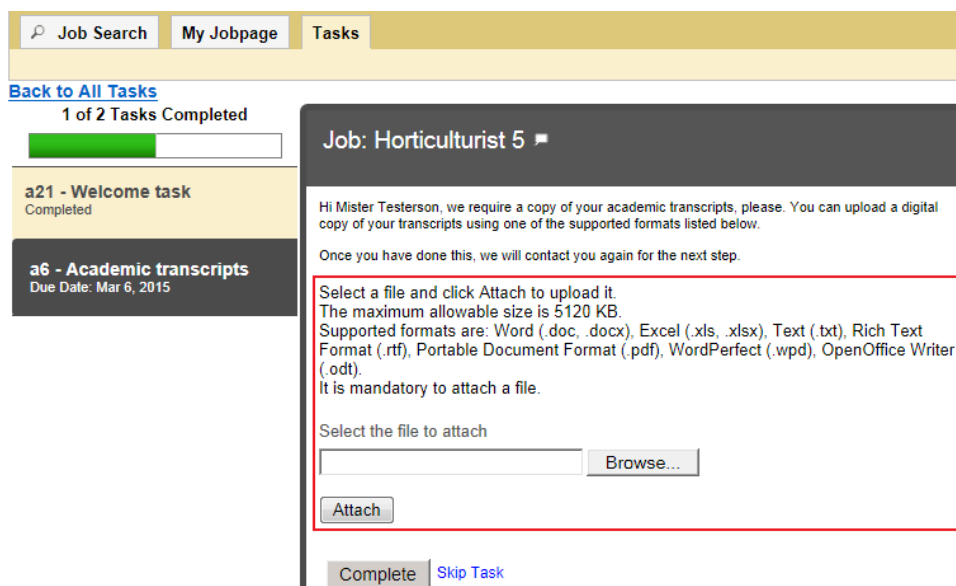 Job Search My Jobpage Tasks
Back to All Tasks
1 of 2 Tasks Completed
a21 - Welcome task
Completed
a6 - Academic transcripts
Due Date: Mar 6, 2015
Job: Horticulturist 5
Hi Mister Testerson, we require a copy of your academic transcripts, please. You can upload a digital
copy of your transcripts using one of the supported formats listed below.
Once you have done this, we will contact you again for the next step.
Select a file and click Attach to upload it.
The maximum allowable size is 5120 KB.
Supported formats are: Word (.doc, .docx), Excel (.xls, .xlsx), Text (.txt), Rich Text
Format (.rtf), Portable Document Format (.pdf), WordPerfect (.wpd), OpenOffice Writer
(.odt).
It is mandatory to attach a file.
Select the file to attach
Browse...
Attach
Complete Skip Task